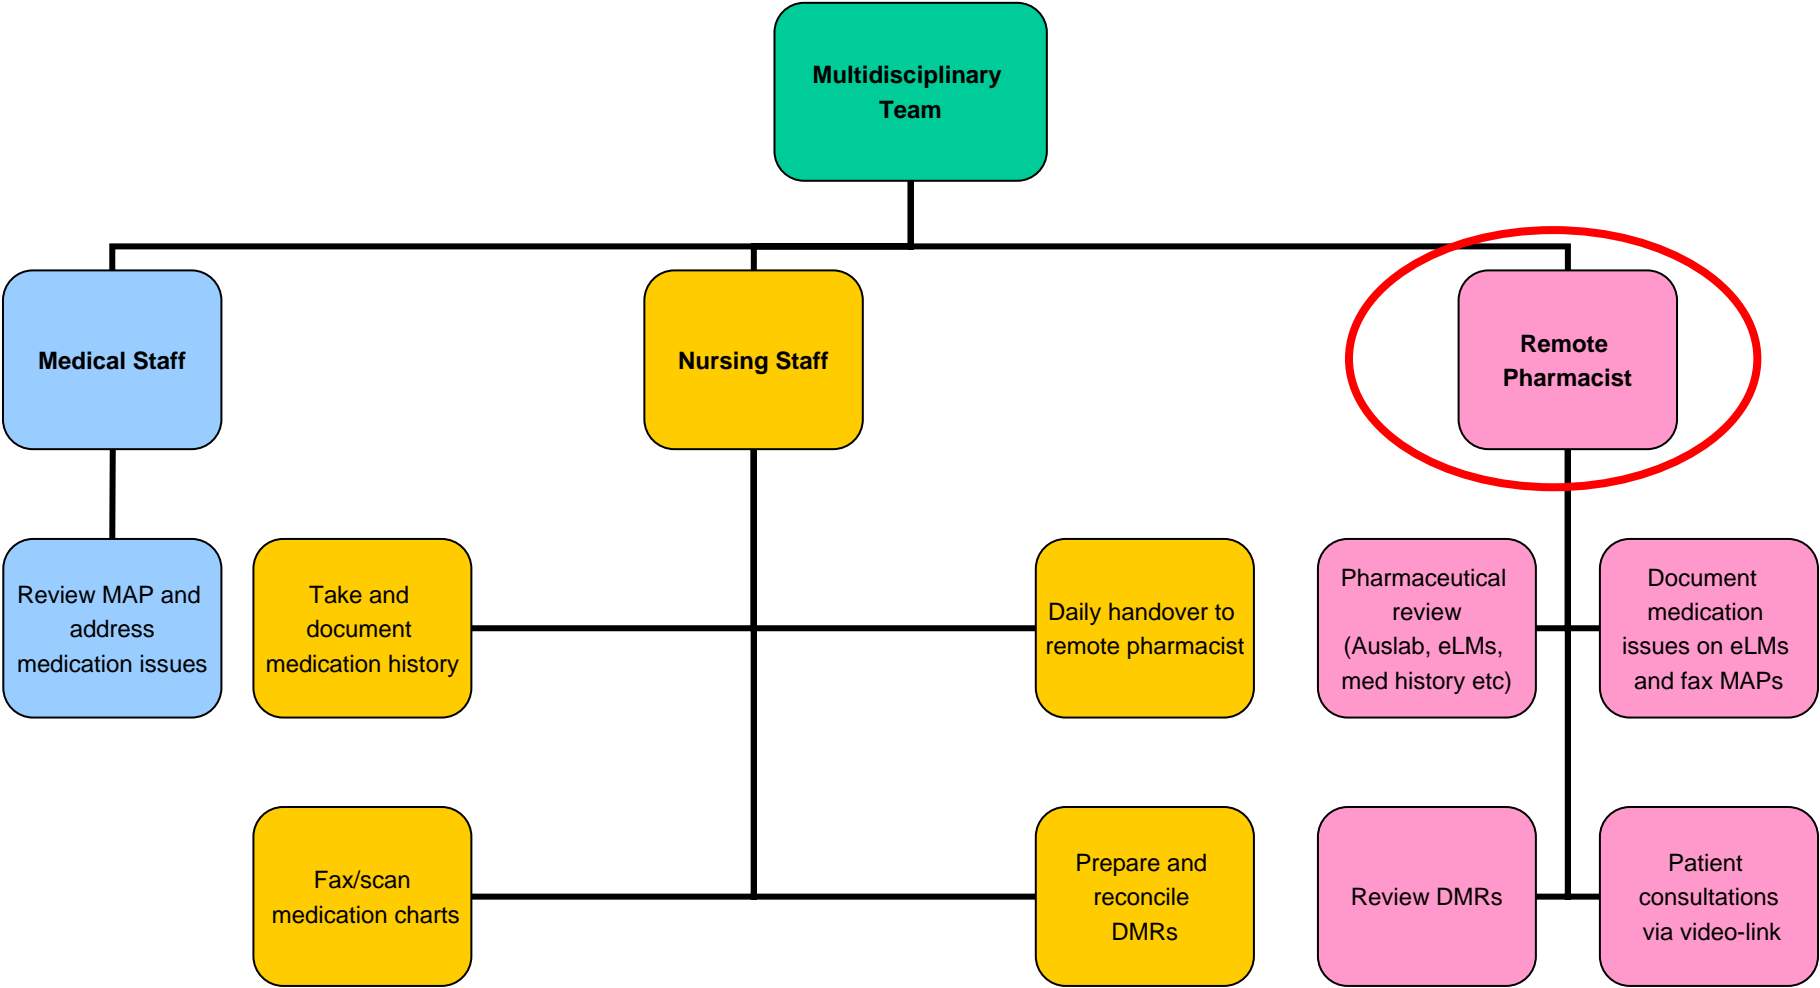 Multidisciplinary
Team
Medical Staff
Nursing Staff
Remote
Pharmacist
Review MAP and
address
medication issues
Take and
document
medication history
Daily handover to
remote pharmacist
Pharmaceutical
review
(Auslab, eLMs,
med history etc)
Document
medication
issues on eLMs
and fax MAPs
Fax/scan
medication charts
Prepare and
reconcile
DMRs
Review DMRs
Patient
consultations
via video-link